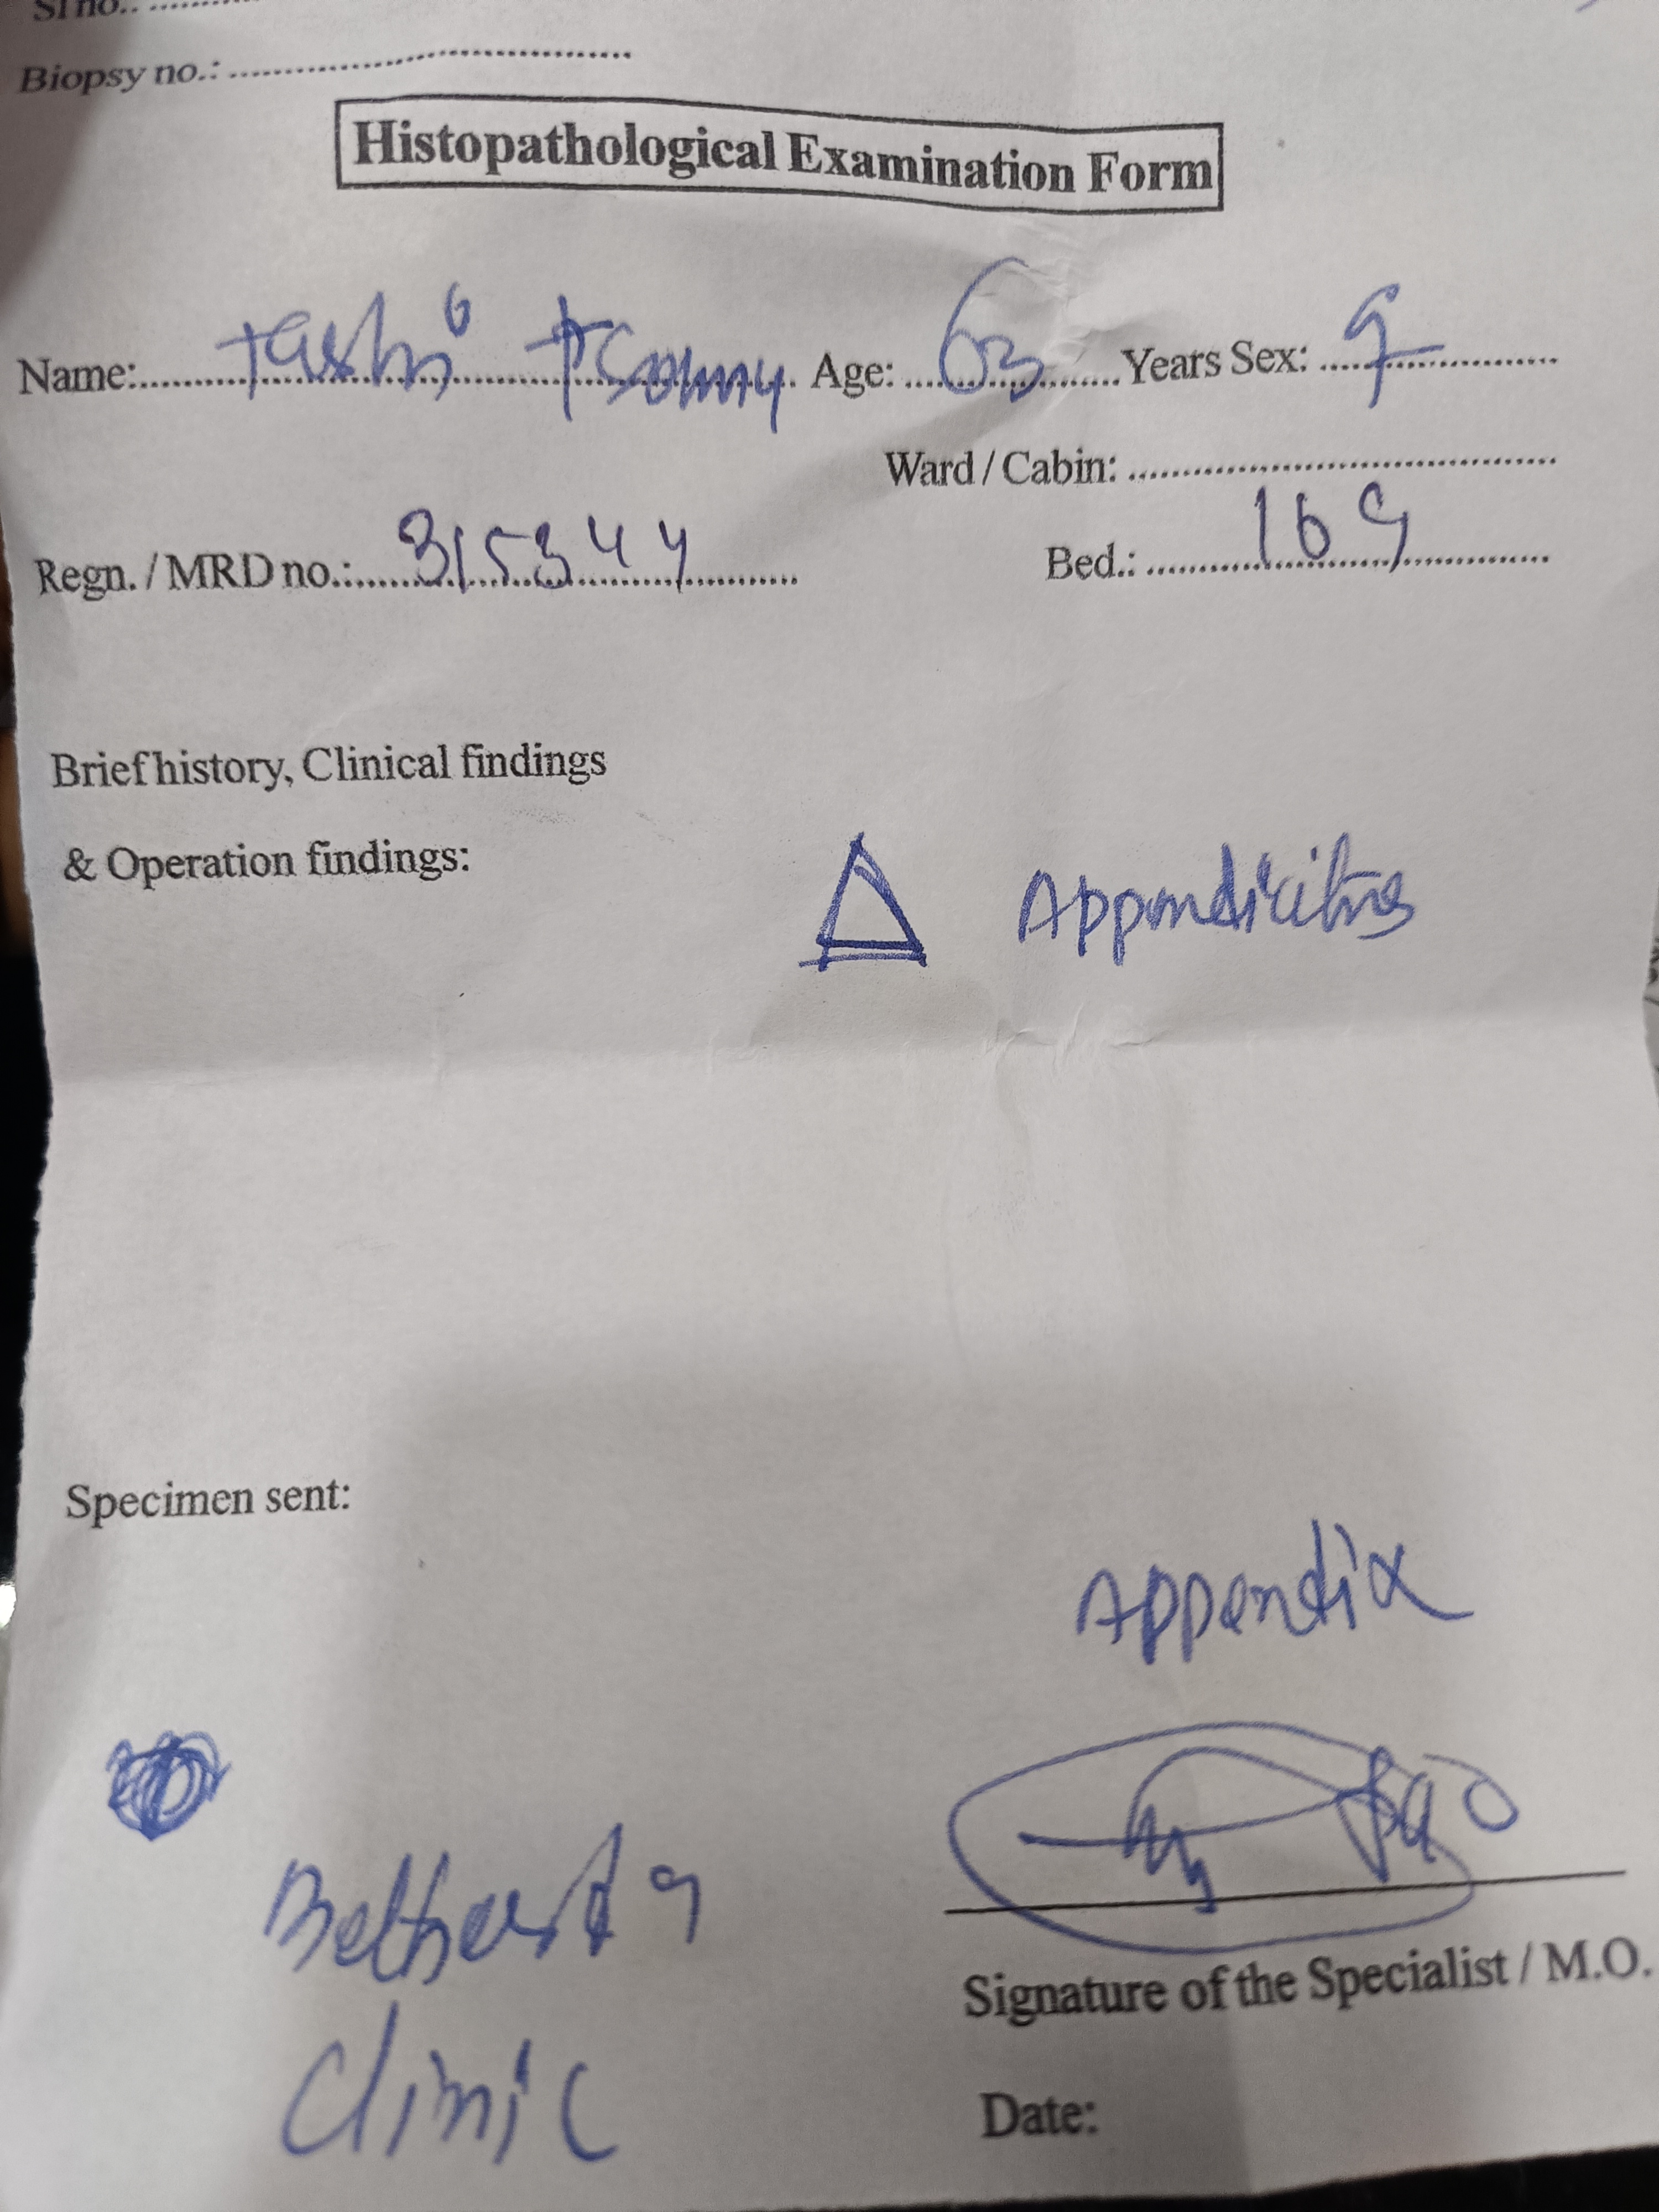 Sl no.: ..........
Biopsy no.: ..........
Histopathological Examination Form
Name: Tashi Age: 63 Years Sex: ♀
Ward / Cabin: ..........
Regn. / MRD no.: 315344 Bed.: 169
Brief history, Clinical findings
& Operation findings: Δ Appendicitis
Specimen sent:
Appendix
Clinic
Signature of the Specialist / M.O.
Date: